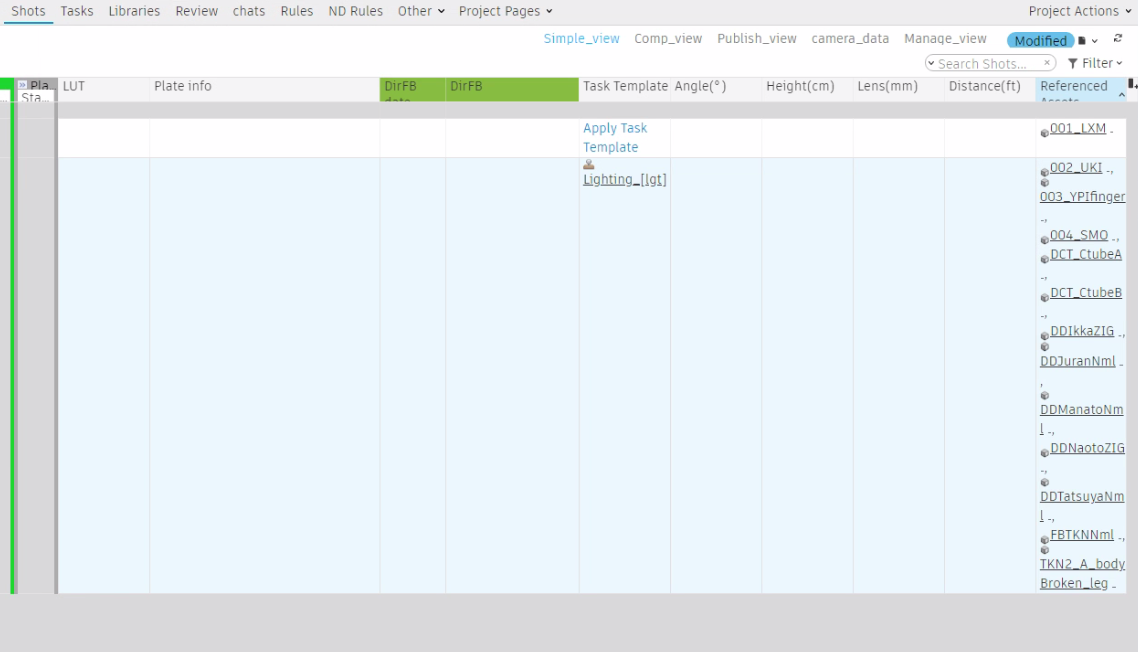 Shots Tasks Libraries Review chats Rules ND Rules Other Project Pages Project Actions
Simple_view Comp_view Publish_view camera_data Manage_view Modified
Search Shots... × Filter
Pla... LUT Plate info DirFB DirFB Task Template Angle(°) Height(cm) Lens(mm) Distance(ft) Referenced
Sta... date Assets
Apply Task 001_LXM -
Template
Lighting_[lgt]
002_UKI -,
003_YPIfinger
-,
004_SMO -,
DCT_CtubeA
-,
DCT_CtubeB
-,
DDIkkaZIG -,
DDJuranNml -
,
DDManatoNm
l -,
DDNaotoZIG
-,
DDTatsuyaNm
l -,
FBTKNNml -,
TKN2_A_body
Broken_leg -